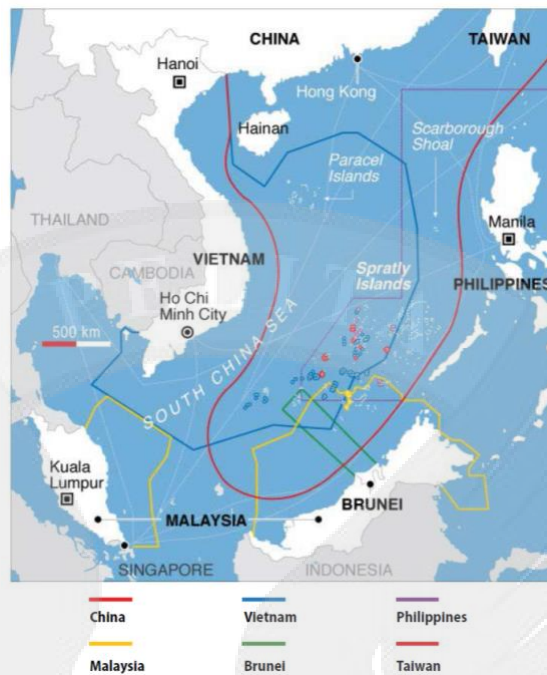 CHINA
TAIWAN
Hanoi
Hong Kong
Hainan
Scarborough
Shoal
Paracel
Islands
THAILAND
Manila
VIETNAM
CAMBODIA
Spratly
Islands
PHILIPPINES
Ho Chi
Minh City
500 km
SOUTH CHINA SEA
Kuala
Lumpur
BRUNEI
MALAYSIA
SINGAPORE
INDONESIA
China
Vietnam
Philippines
Malaysia
Brunei
Taiwan